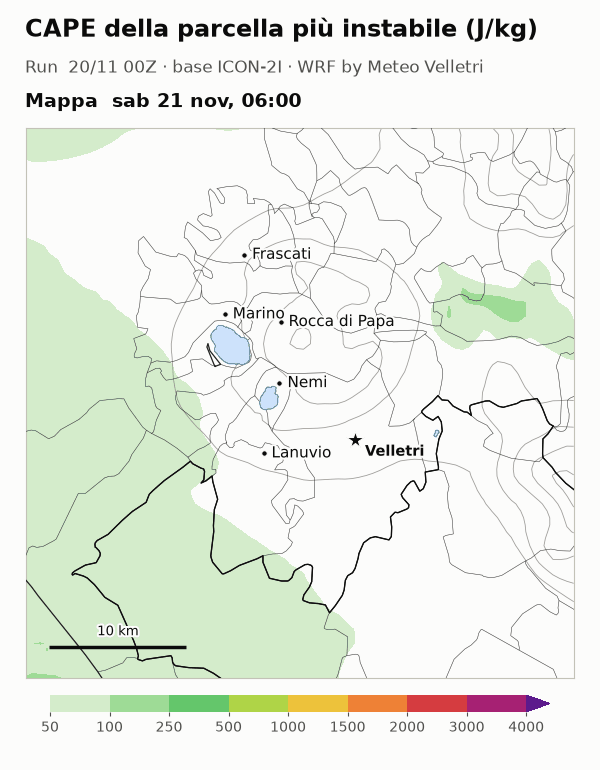 CAPE della parcella più instabile (J/kg)
Run  20/11 00Z · base ICON-2I · WRF by Meteo Velletri
Mappa  sab 21 nov, 06:00
Frascati
Marino
Rocca di Papa
Nemi
Velletri
Lanuvio
10 km
50 100 250 500 1000 1500 2000 3000 4000